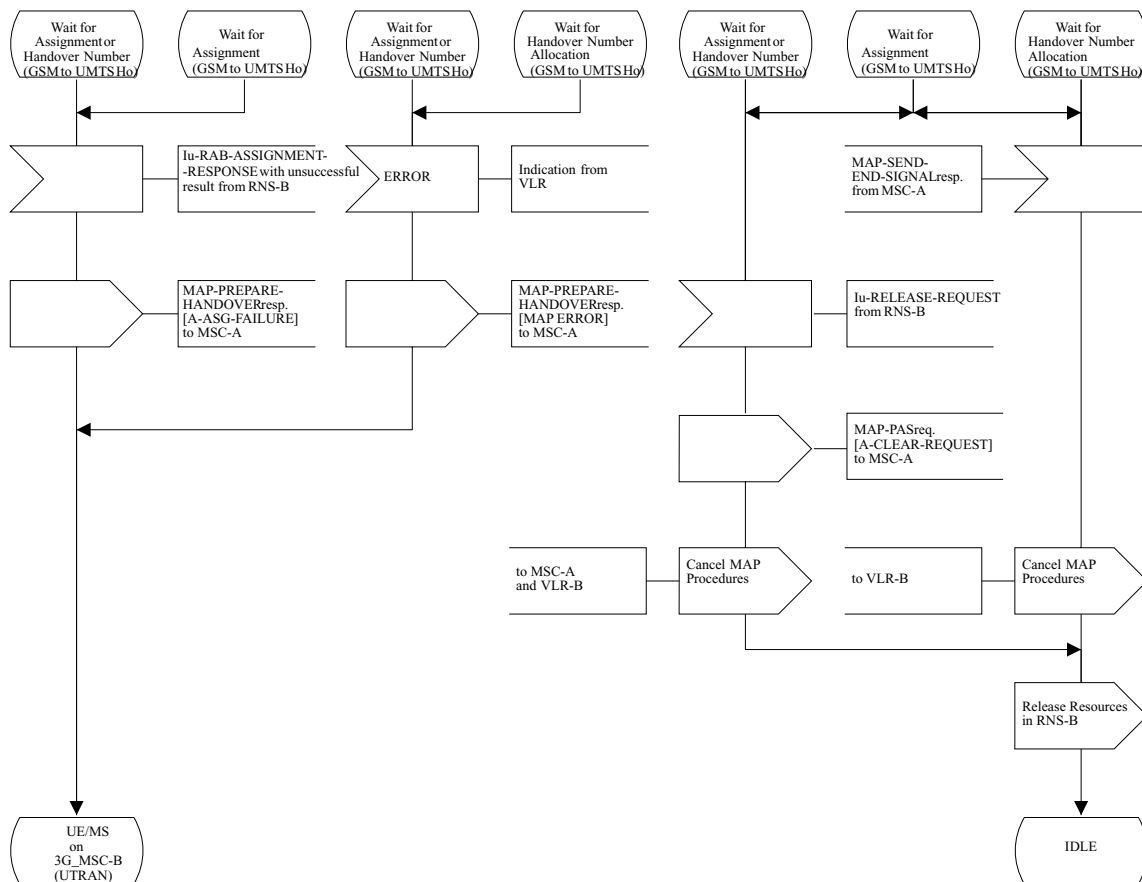 Wait for
Assignment or
Handover Number
(GSM to UMTS Ho)
Wait for
Assignment
(GSM to UMTS Ho)
Wait for
Assignment or
Handover Number
(GSM to UMTS Ho)
Wait for
Handover Number
Allocation
(GSM to UMTS Ho)
Wait for
Assignment or
Handover Number
(GSM to UMTS Ho)
Wait for
Assignment
(GSM to UMTS Ho)
Wait for
Handover Number
Allocation
(GSM to UMTS Ho)
Iu-RAB-ASSIGNMENT-
-RESPONSE with unsuccessful
result from RNS-B
ERROR
Indication from
VLR
MAP-SEND-
END-SIGNAL resp.
from MSC-A
MAP-PREPARE-
HANDOVER resp.
[A-ASG-FAILURE]
to MSC-A
MAP-PREPARE-
HANDOVER resp.
[MAP ERROR]
to MSC-A
Iu-RELEASE-REQUEST
from RNS-B
MAP-PAS req.
[A-CLEAR-REQUEST]
to MSC-A
to MSC-A
and VLR-B
Cancel MAP
Procedures
to VLR-B
Cancel MAP
Procedures
Release Resources
in RNS-B
UE/MS
on
3G_MSC-B
(UTRAN)
IDLE